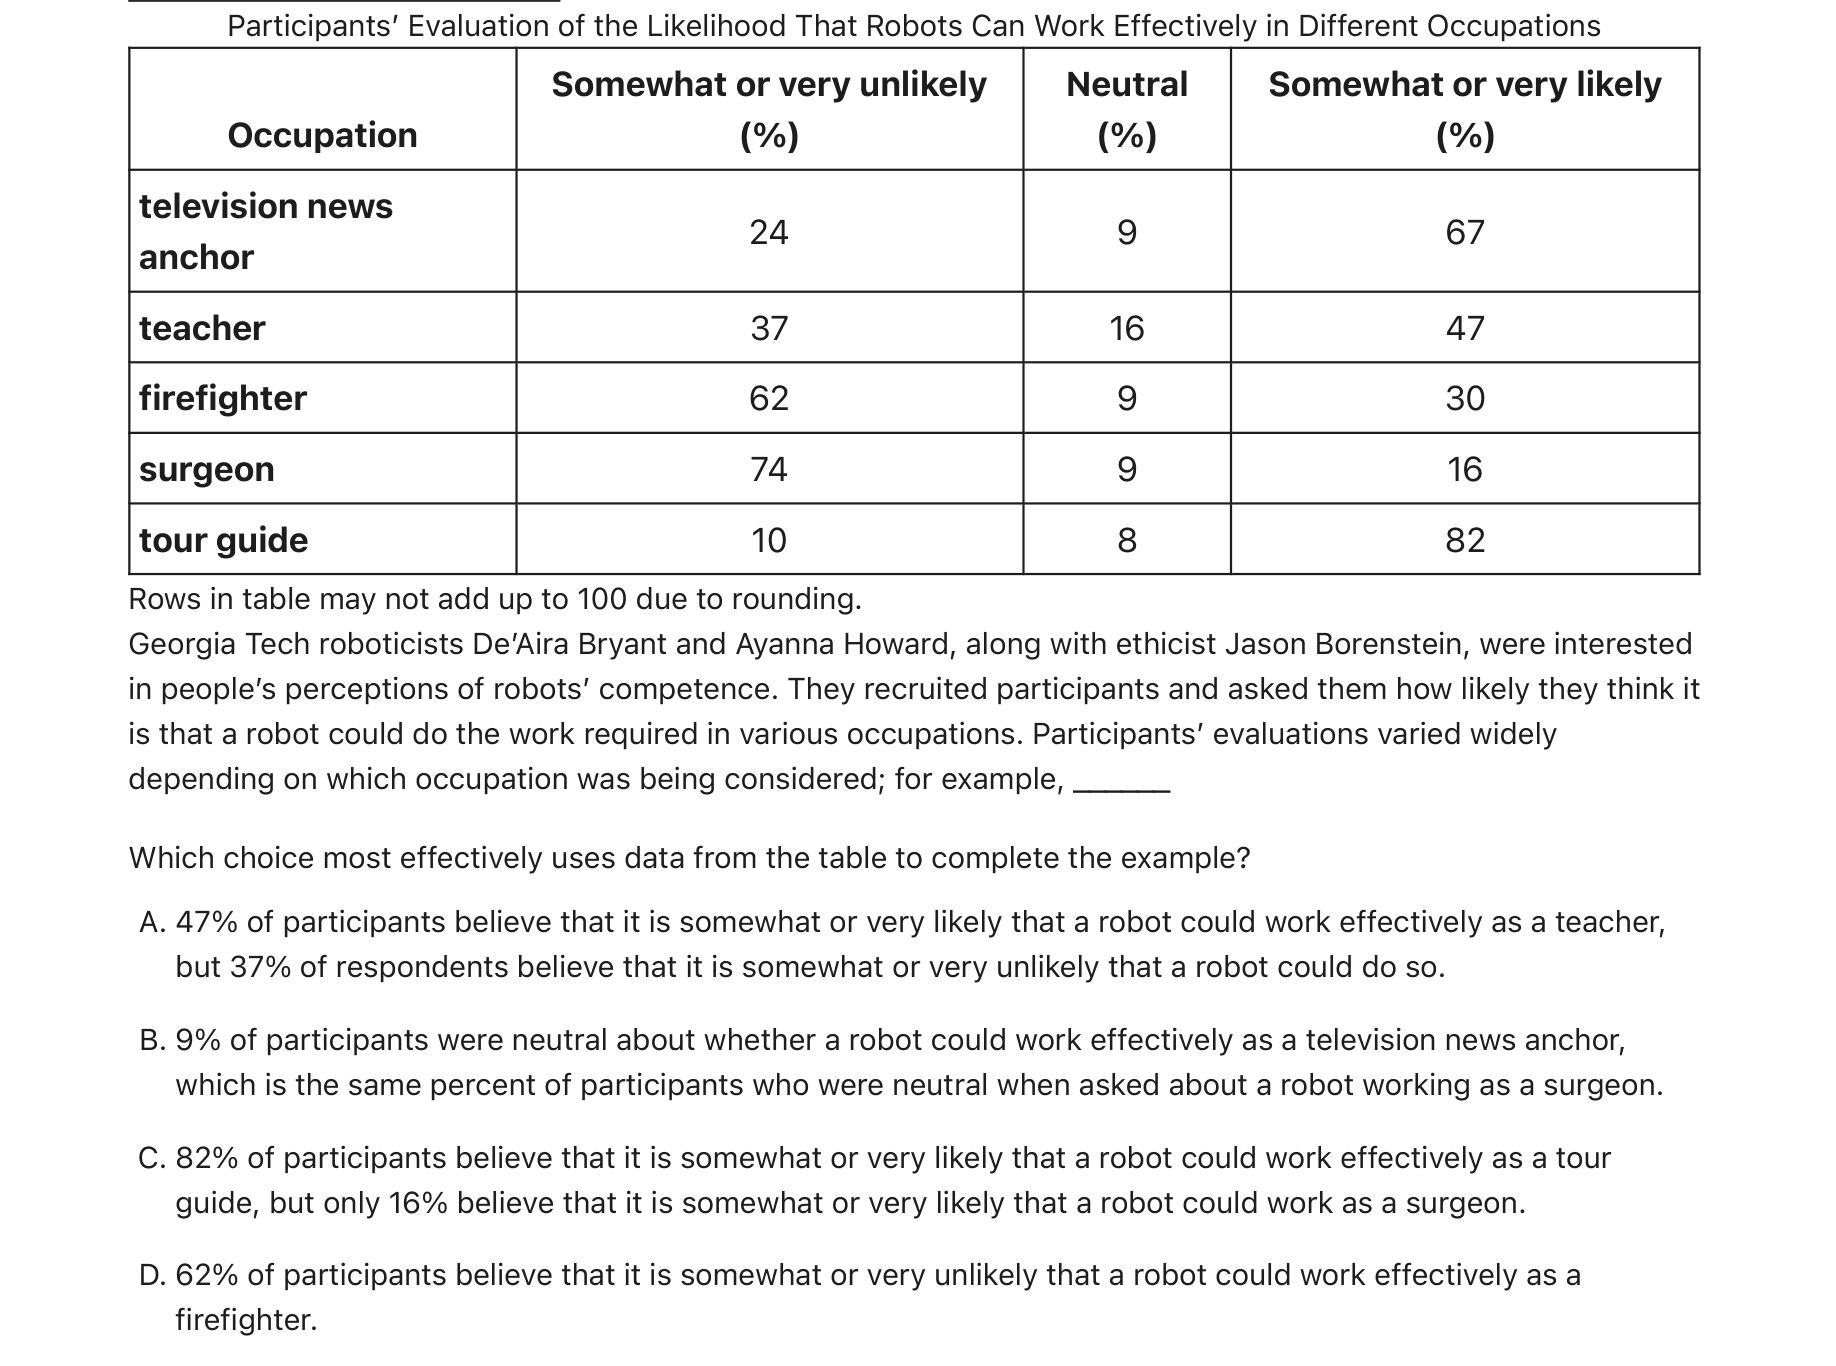 Participants’ Evaluation of the Likelihood That Robots Can Work Effectively in Different Occupations
Occupation Somewhat or very unlikely (%) Neutral (%) Somewhat or very likely (%)
television news anchor 24 9 67
teacher 37 16 47
firefighter 62 9 30
surgeon 74 9 16
tour guide 10 8 82
Rows in table may not add up to 100 due to rounding.
Georgia Tech roboticists De’Aira Bryant and Ayanna Howard, along with ethicist Jason Borenstein, were interested
in people’s perceptions of robots’ competence. They recruited participants and asked them how likely they think it
is that a robot could do the work required in various occupations. Participants’ evaluations varied widely
depending on which occupation was being considered; for example, ______
Which choice most effectively uses data from the table to complete the example?
A. 47% of participants believe that it is somewhat or very likely that a robot could work effectively as a teacher,
but 37% of respondents believe that it is somewhat or very unlikely that a robot could do so.
B. 9% of participants were neutral about whether a robot could work effectively as a television news anchor,
which is the same percent of participants who were neutral when asked about a robot working as a surgeon.
C. 82% of participants believe that it is somewhat or very likely that a robot could work effectively as a tour
guide, but only 16% believe that it is somewhat or very likely that a robot could work as a surgeon.
D. 62% of participants believe that it is somewhat or very unlikely that a robot could work effectively as a
firefighter.